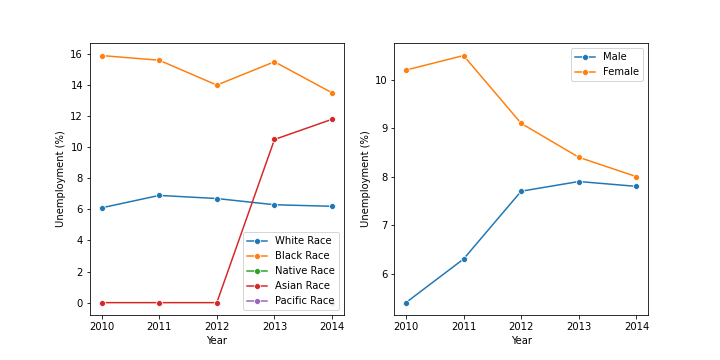 Unemployment (%)
16
14
12
10
8
6
4
2
0
2010 2011 2012 2013 2014
Year
White Race
Black Race
Native Race
Asian Race
Pacific Race
Unemployment (%)
10
9
8
7
6
2010 2011 2012 2013 2014
Year
Male
Female